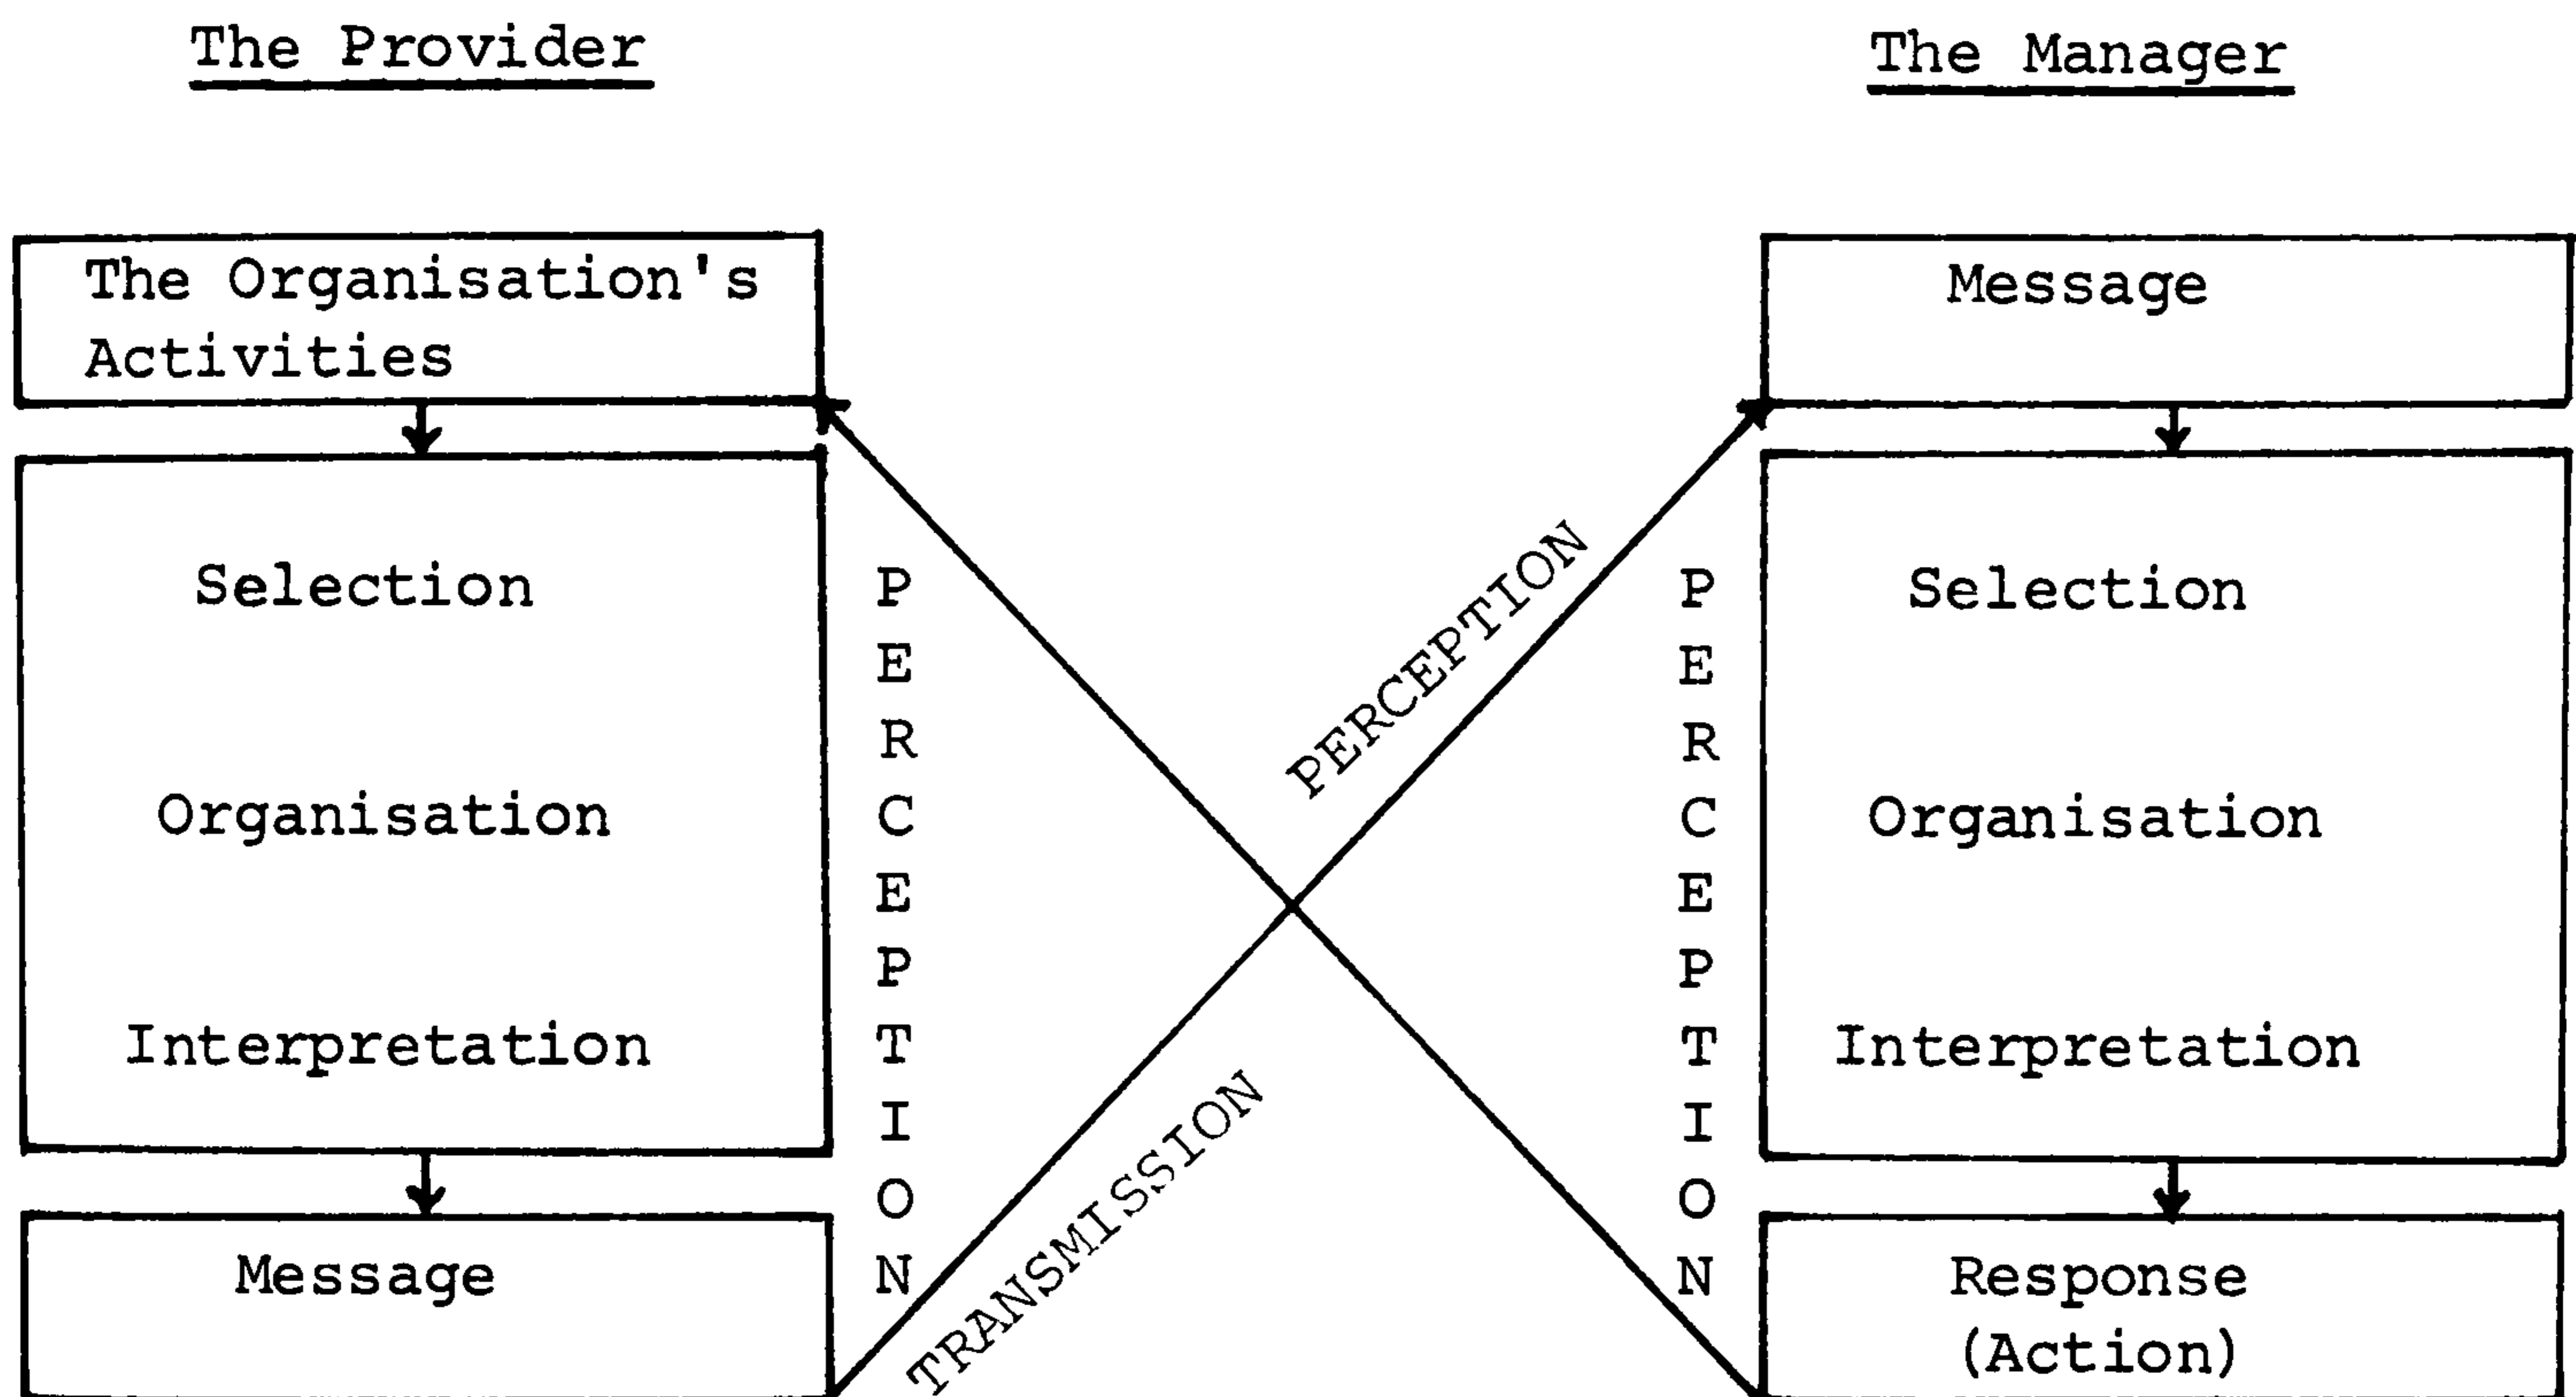 The Provider
The Manager
The Organisation's
Activities
Selection
Organisation
Interpretation
Message
PERCEPTION
TRANSMISSION
PERCEPTION
PERCEPTION
Message
Selection
Organisation
Interpretation
Response
(Action)